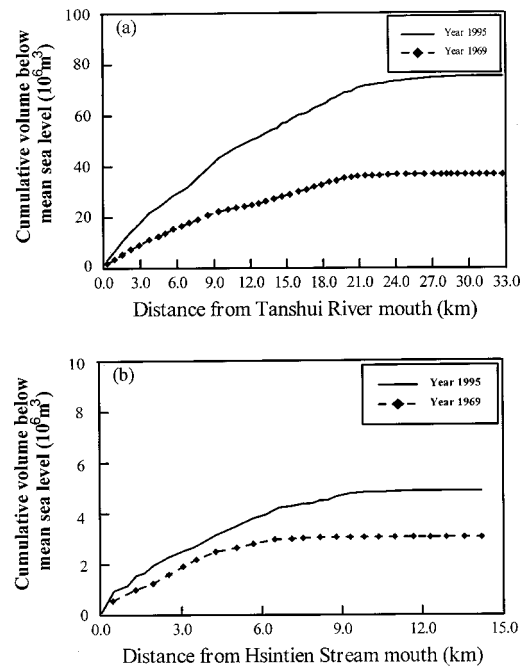 (a)
Year 1995
Year 1969
Cumulative volume below
mean sea level (10⁶m³)
100
80
60
40
20
0
0.0 3.0 6.0 9.0 12.0 15.0 18.0 21.0 24.0 27.0 30.0 33.0
Distance from Tanshui River mouth (km)
(b)
Year 1995
Year 1969
Cumulative volume below
mean sea level (10⁶m³)
10
8
6
4
2
0
0.0 3.0 6.0 9.0 12.0 15.0
Distance from Hsintien Stream mouth (km)